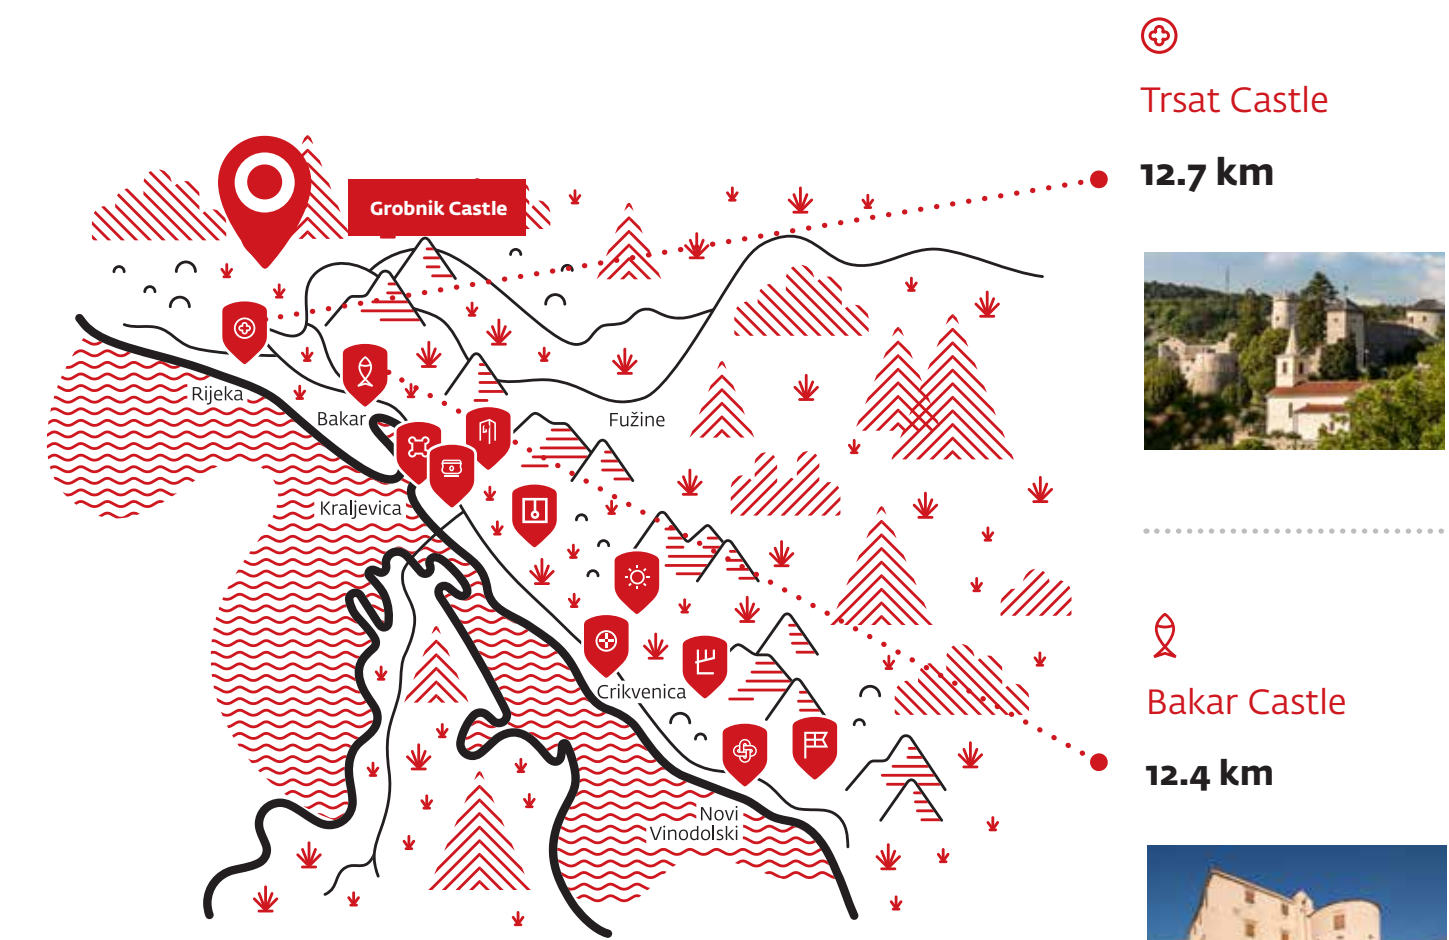 Trsat Castle
12.7 km
Grobnik Castle
Rijeka
Bakar
Fužine
Kraljevica
Crikvenica
Novi
Vinodolski
Bakar Castle
12.4 km